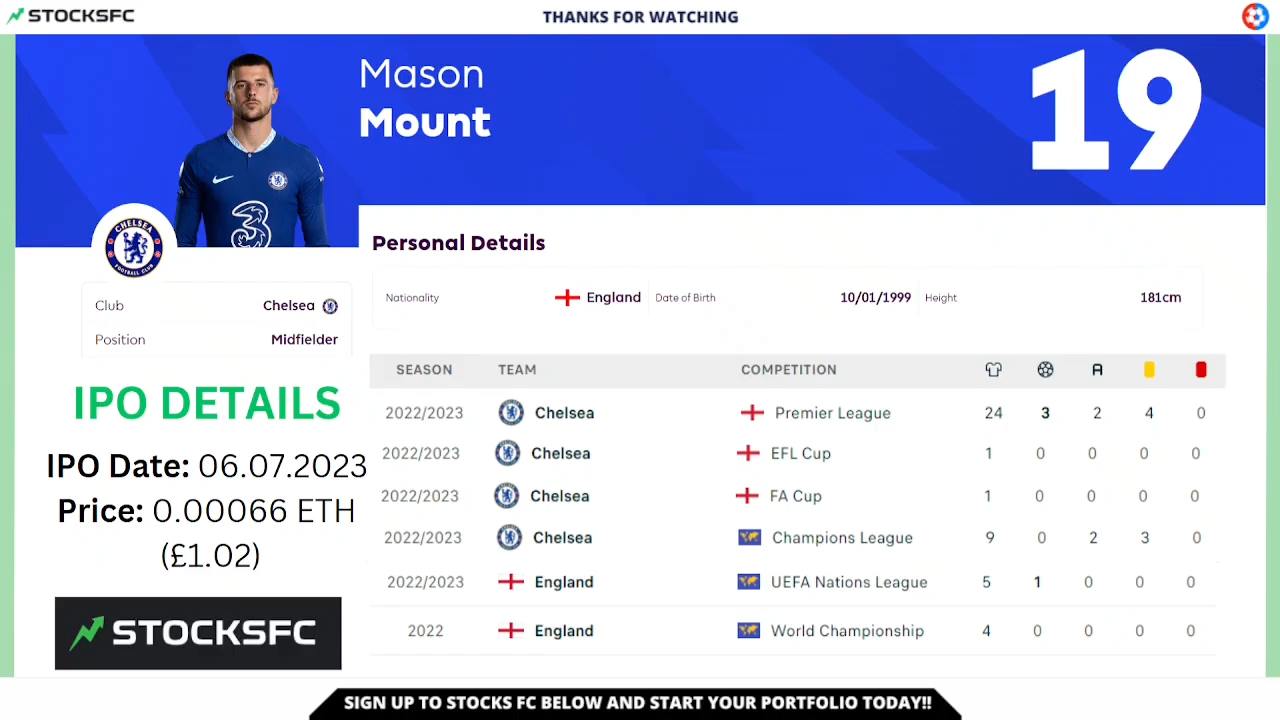 STOCKSFC
THANKS FOR WATCHING
Mason
Mount
19
3
CHELSEA
FOOTBALL CLUB
Personal Details
Nationality England Date of Birth 10/01/1999 Height 181cm
Club Chelsea
Position Midfielder
IPO DETAILS
IPO Date: 06.07.2023
Price: 0.00066 ETH
(£1.02)
STOCKSFC
SEASON TEAM COMPETITION A
2022/2023 Chelsea Premier League 24 3 2 4 0
2022/2023 Chelsea EFL Cup 1 0 0 0 0
2022/2023 Chelsea FA Cup 1 0 0 0 0
2022/2023 Chelsea Champions League 9 0 2 3 0
2022/2023 England UEFA Nations League 5 1 0 0 0
2022 England World Championship 4 0 0 0 0
SIGN UP TO STOCKS FC BELOW AND START YOUR PORTFOLIO TODAY!!